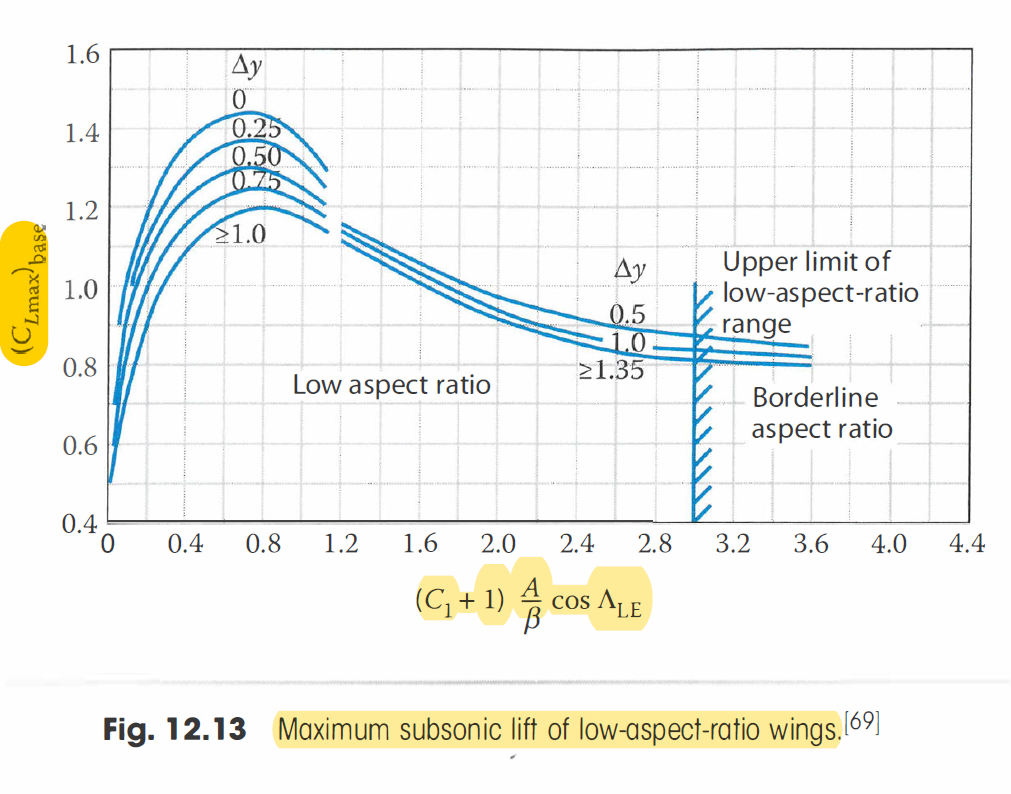 1.6
1.4
1.2
1.0
0.8
0.6
0.4
(C_Lmax)_base
Δy
0
0.25
0.50
0.75
≥1.0
Δy
0.5
1.0
≥1.35
Low aspect ratio
Upper limit of
low-aspect-ratio
range
Borderline
aspect ratio
0 0.4 0.8 1.2 1.6 2.0 2.4 2.8 3.2 3.6 4.0 4.4
(C₁ + 1) A/β cos Λ_LE
Fig. 12.13 Maximum subsonic lift of low-aspect-ratio wings.[69]